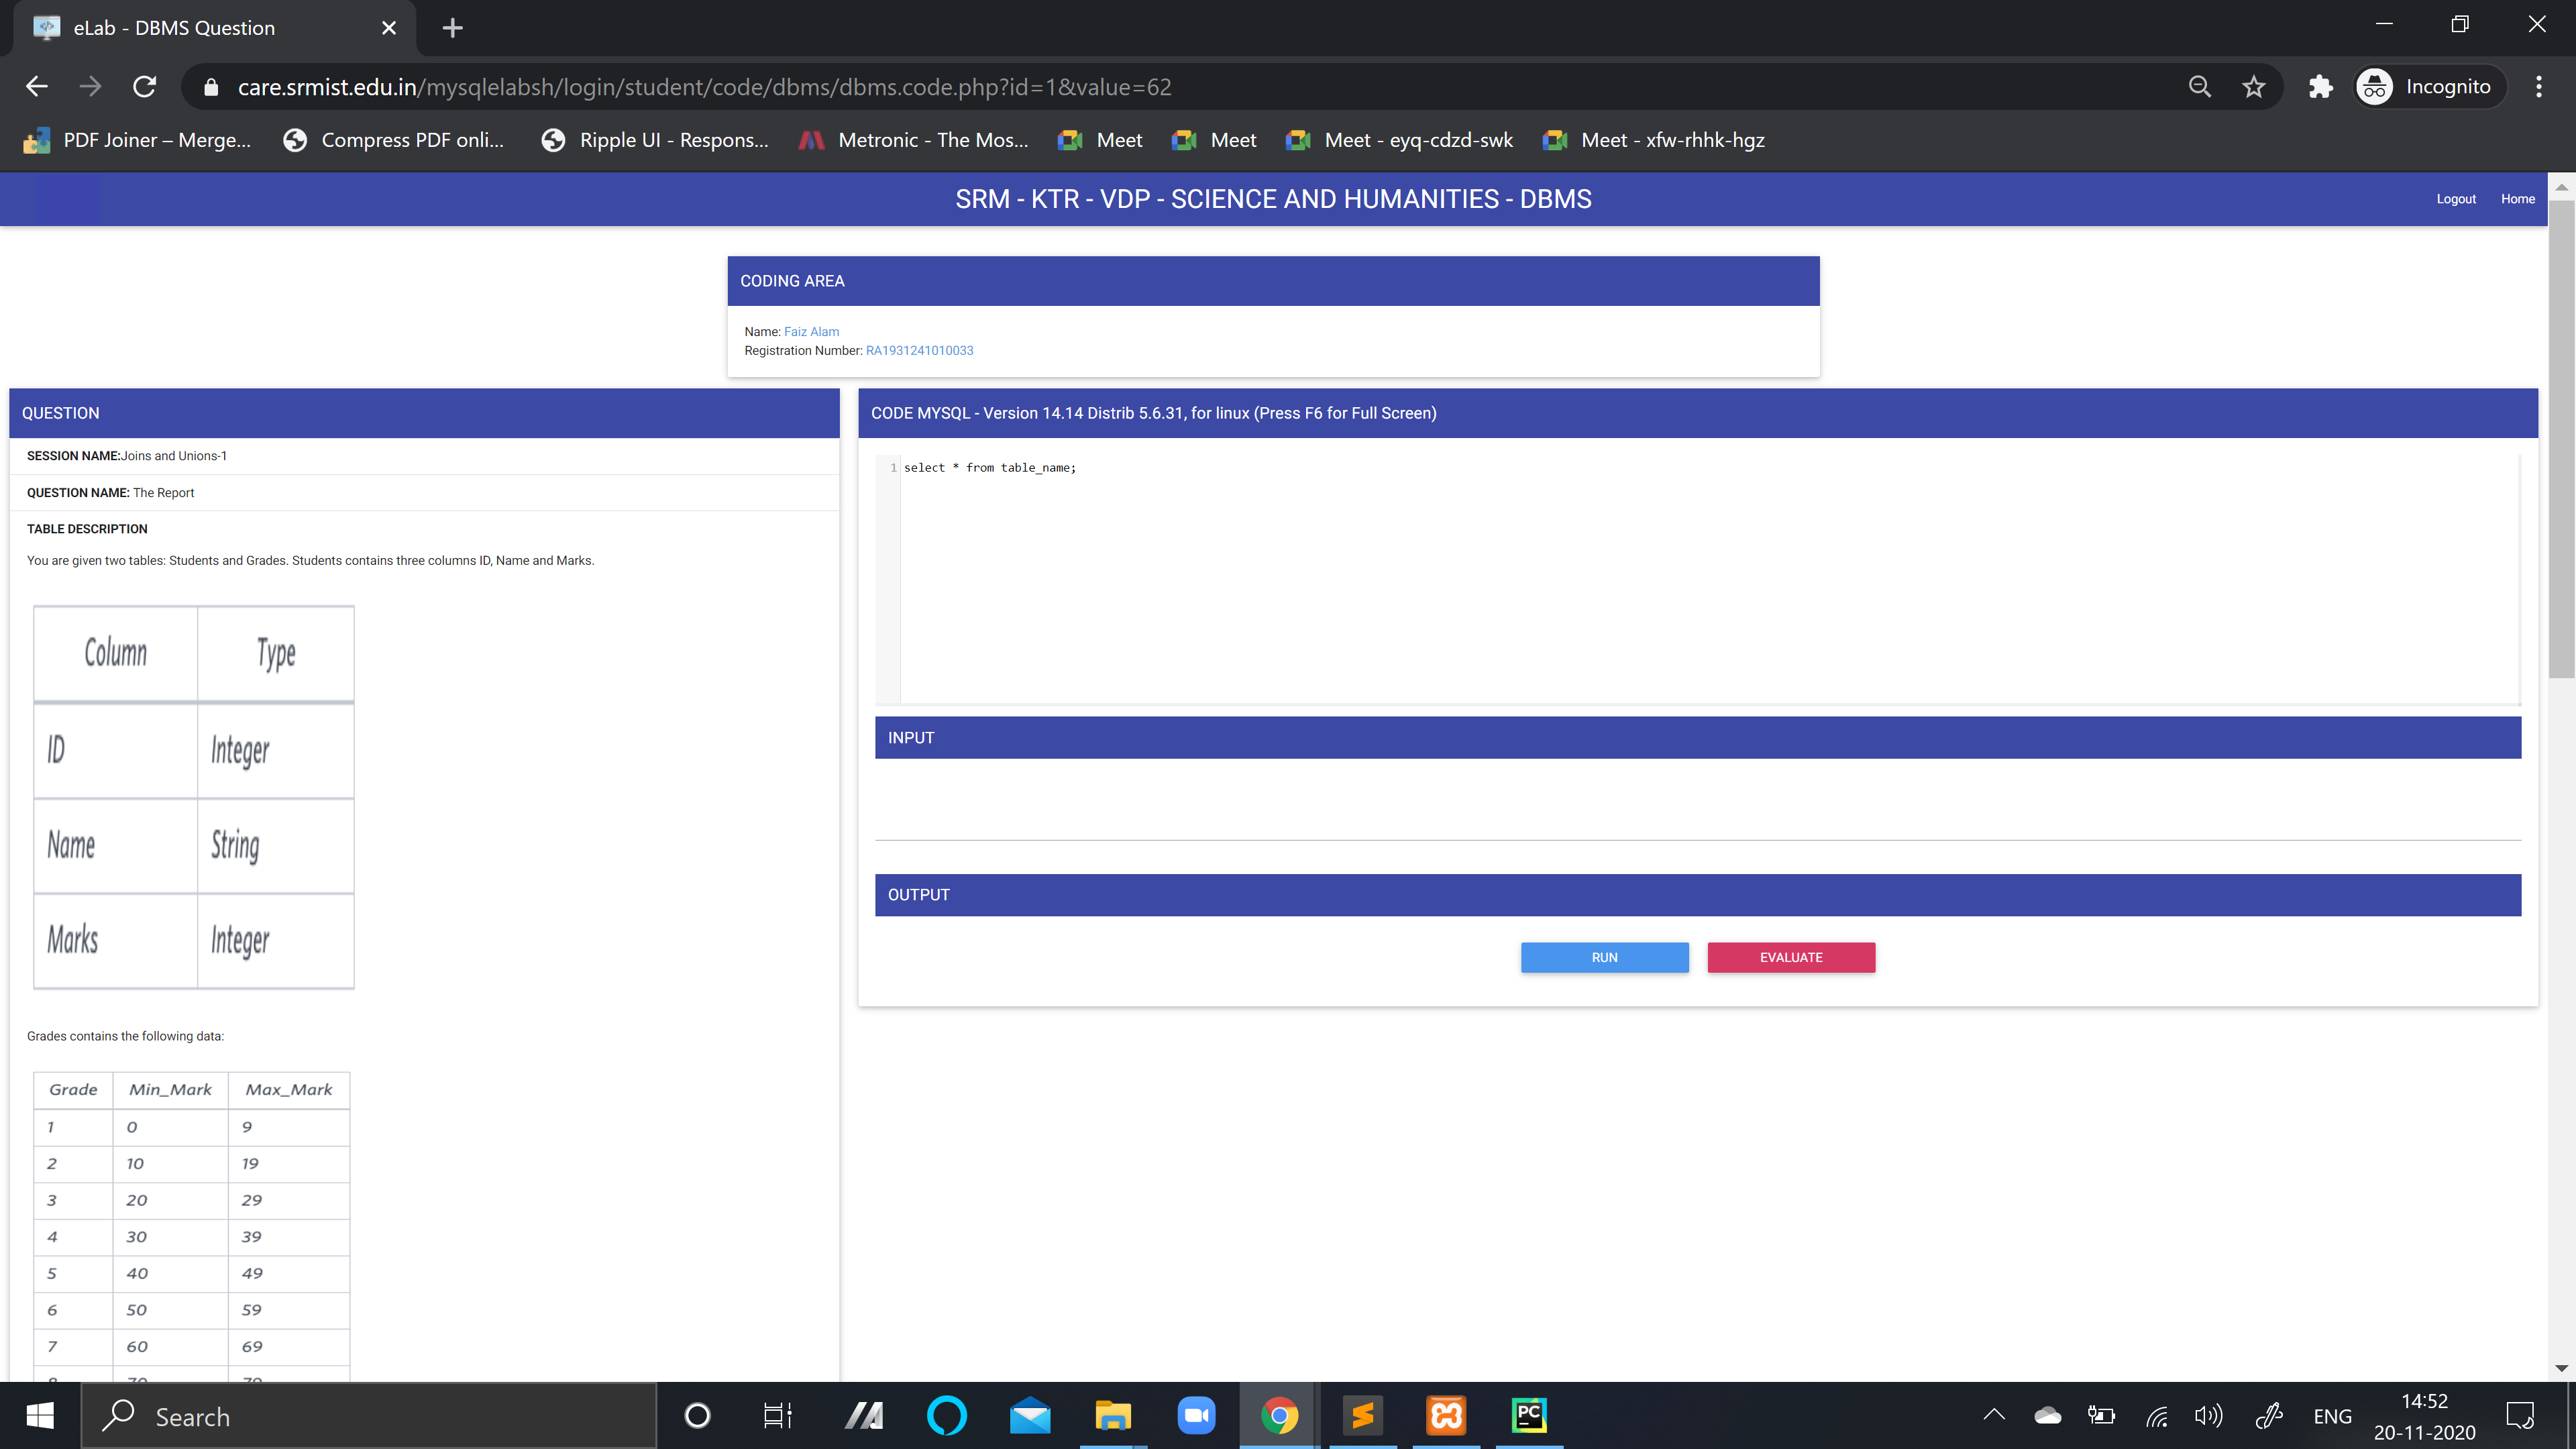 eLab - DBMS Question
care.srmist.edu.in/mysqlelabsh/login/student/code/dbms/dbms.code.php?id=1&value=62
Incognito
PDF Joiner – Merge...
Compress PDF onli...
Ripple UI - Respons...
Metronic - The Mos...
Meet
Meet
Meet - eyq-cdzd-swk
Meet - xfw-rhhk-hgz
SRM - KTR - VDP - SCIENCE AND HUMANITIES - DBMS
Logout
Home
CODING AREA
Name: Faiz Alam
Registration Number: RA1931241010033
QUESTION
SESSION NAME:Joins and Unions-1
QUESTION NAME: The Report
TABLE DESCRIPTION
You are given two tables: Students and Grades. Students contains three columns ID, Name and Marks.
Column Type
ID Integer
Name String
Marks Integer
Grades contains the following data:
Grade Min_Mark Max_Mark
1 0 9
2 10 19
3 20 29
4 30 39
5 40 49
6 50 59
7 60 69
CODE MYSQL - Version 14.14 Distrib 5.6.31, for linux (Press F6 for Full Screen)
1 select * from table_name;
INPUT
OUTPUT
RUN
EVALUATE
Search
PC
ENG
14:52
20-11-2020